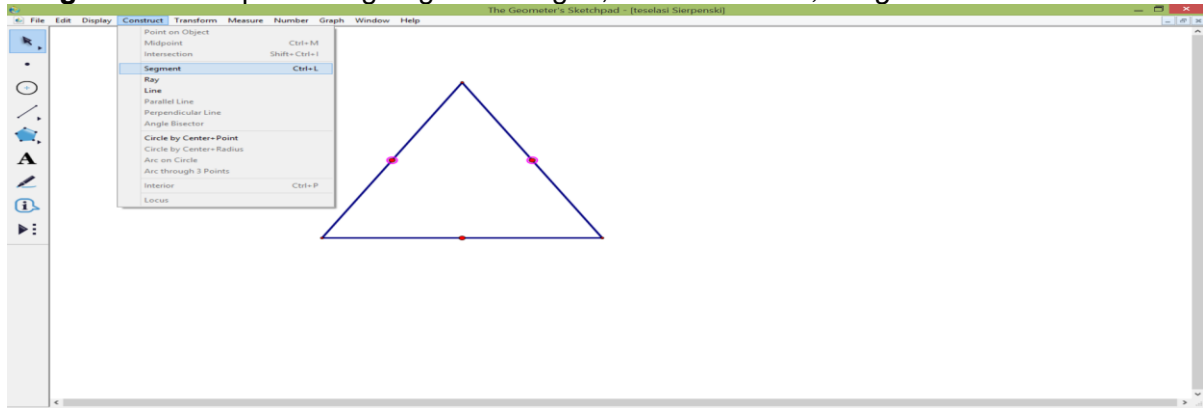 The Geometer's Sketchpad - [teselasi Sierpenski]
File Edit Display Construct Transform Measure Number Graph Window Help
Point on Object
Midpoint Ctrl+M
Intersection Shift+Ctrl+I
Segment Ctrl+L
Ray
Line
Parallel Line
Perpendicular Line
Angle Bisector
Circle by Center+Point
Circle by Center+Radius
Arc on Circle
Arc through 3 Points
Interior Ctrl+P
Locus
A